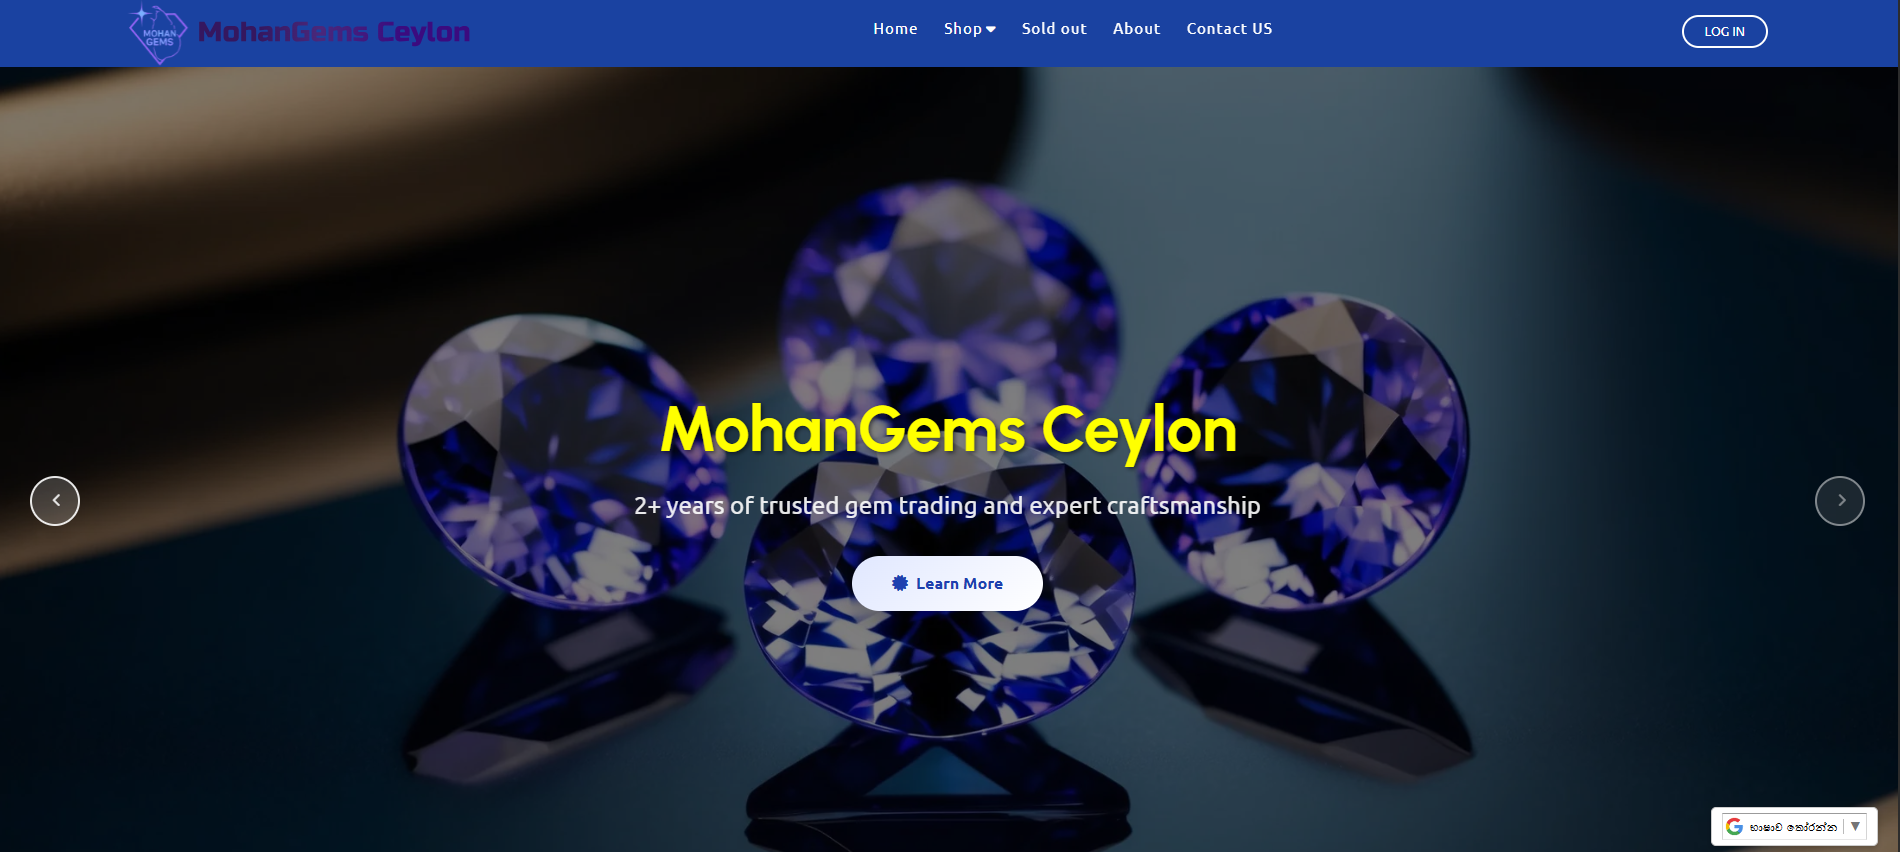 MOHAN
GEMS
MohanGems Ceylon
Home Shop Sold out About Contact US
LOG IN
MohanGems Ceylon
2+ years of trusted gem trading and expert craftsmanship
Learn More
භාෂාව තෝරන්න